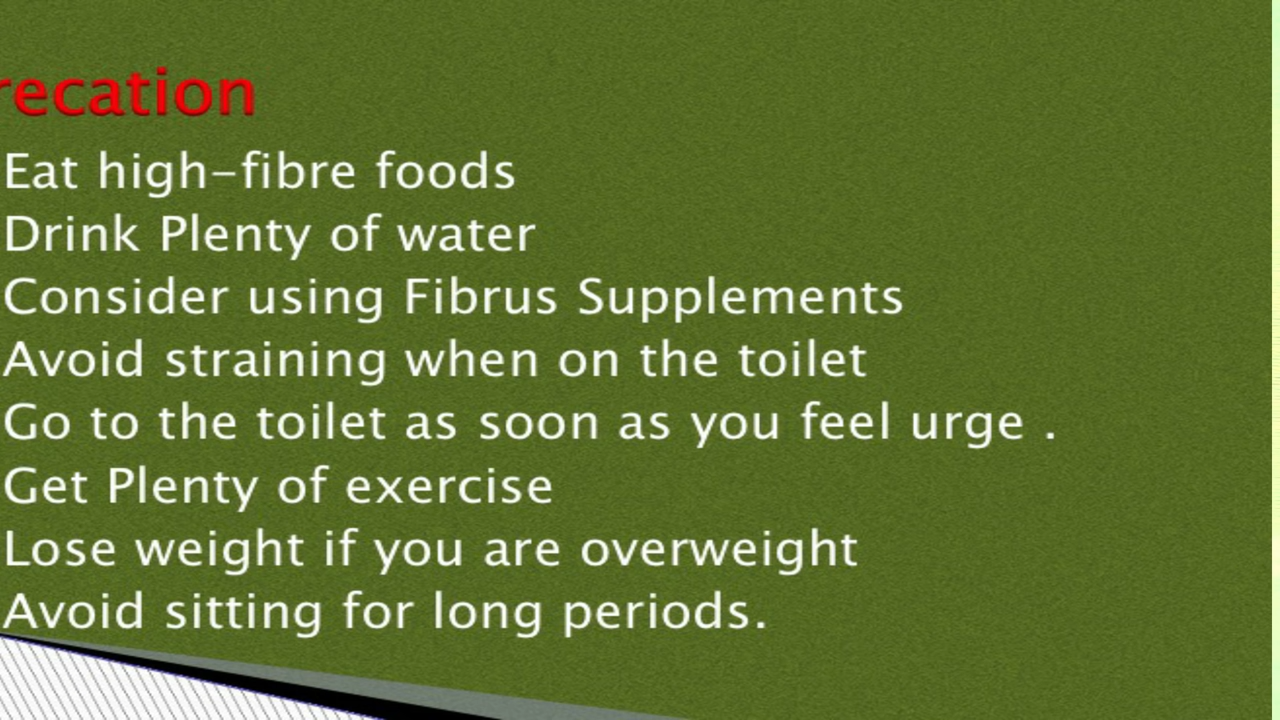 recation
Eat high-fibre foods
Drink Plenty of water
Consider using Fibrus Supplements
Avoid straining when on the toilet
Go to the toilet as soon as you feel urge .
Get Plenty of exercise
Lose weight if you are overweight
Avoid sitting for long periods.